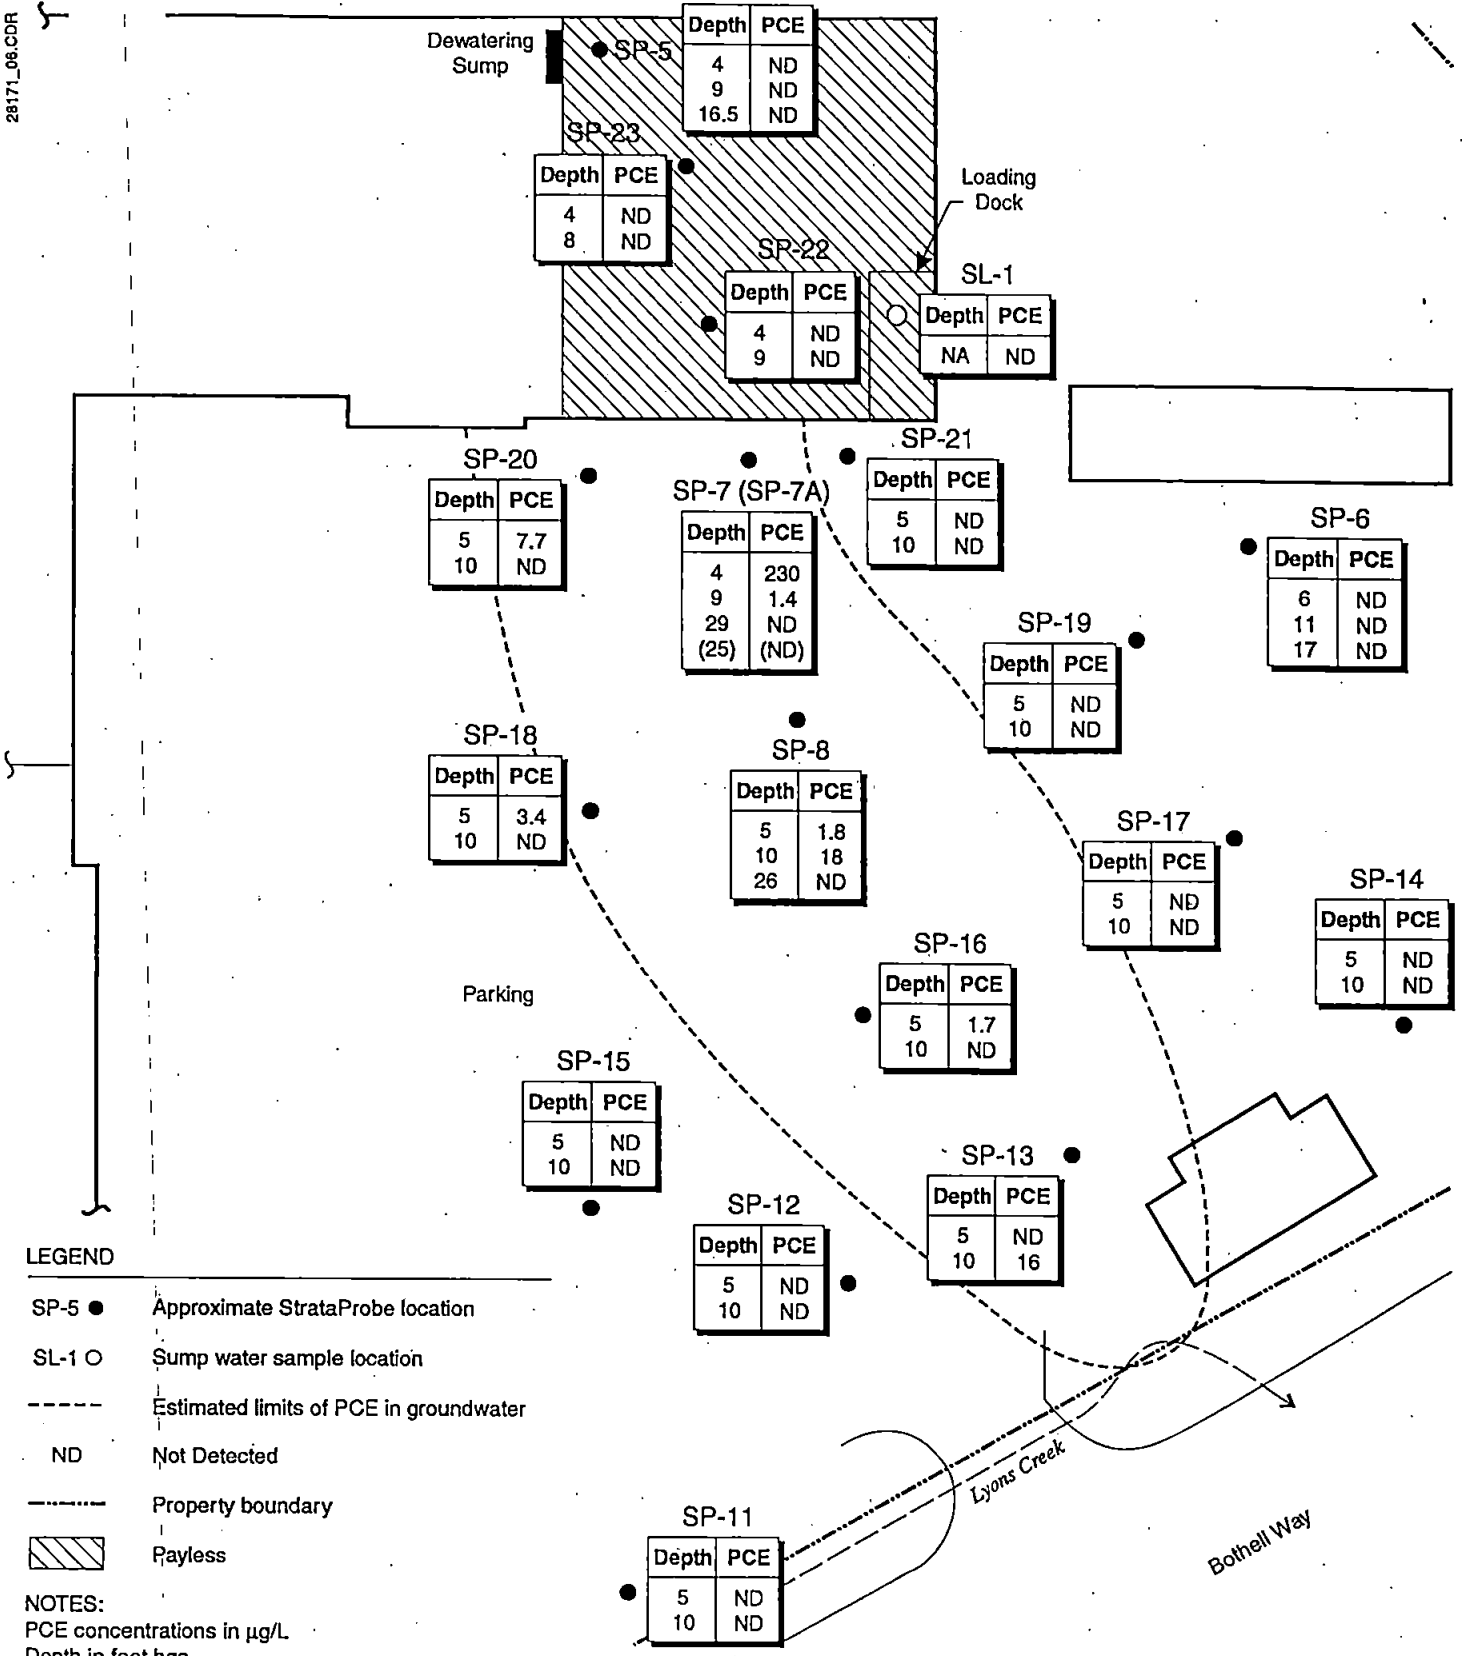 28171_06.CDR
Dewatering
Sump
SP-5
Depth PCE
4 ND
9 ND
16.5 ND
SP-23
Depth PCE
4 ND
8 ND
Loading
Dock
SP-22
Depth PCE
4 ND
9 ND
SL-1
Depth PCE
NA ND
SP-20
Depth PCE
5 7.7
10 ND
SP-7 (SP-7A)
Depth PCE
4 230
9 1.4
29 ND
(25) (ND)
SP-21
Depth PCE
5 ND
10 ND
SP-6
Depth PCE
6 ND
11 ND
17 ND
SP-19
Depth PCE
5 ND
10 ND
SP-18
Depth PCE
5 3.4
10 ND
SP-8
Depth PCE
5 1.8
10 18
26 ND
SP-17
Depth PCE
5 ND
10 ND
SP-14
Depth PCE
5 ND
10 ND
SP-16
Depth PCE
5 1.7
10 ND
Parking
SP-15
Depth PCE
5 ND
10 ND
SP-13
Depth PCE
5 ND
10 16
SP-12
Depth PCE
5 ND
10 ND
Lyons Creek
Bothell Way
SP-11
Depth PCE
5 ND
10 ND
LEGEND
SP-5 Approximate StrataProbe location
SL-1 Sump water sample location
Estimated limits of PCE in groundwater
ND Not Detected
Property boundary
Payless
NOTES:
PCE concentrations in µg/L
Depth in feet bgs